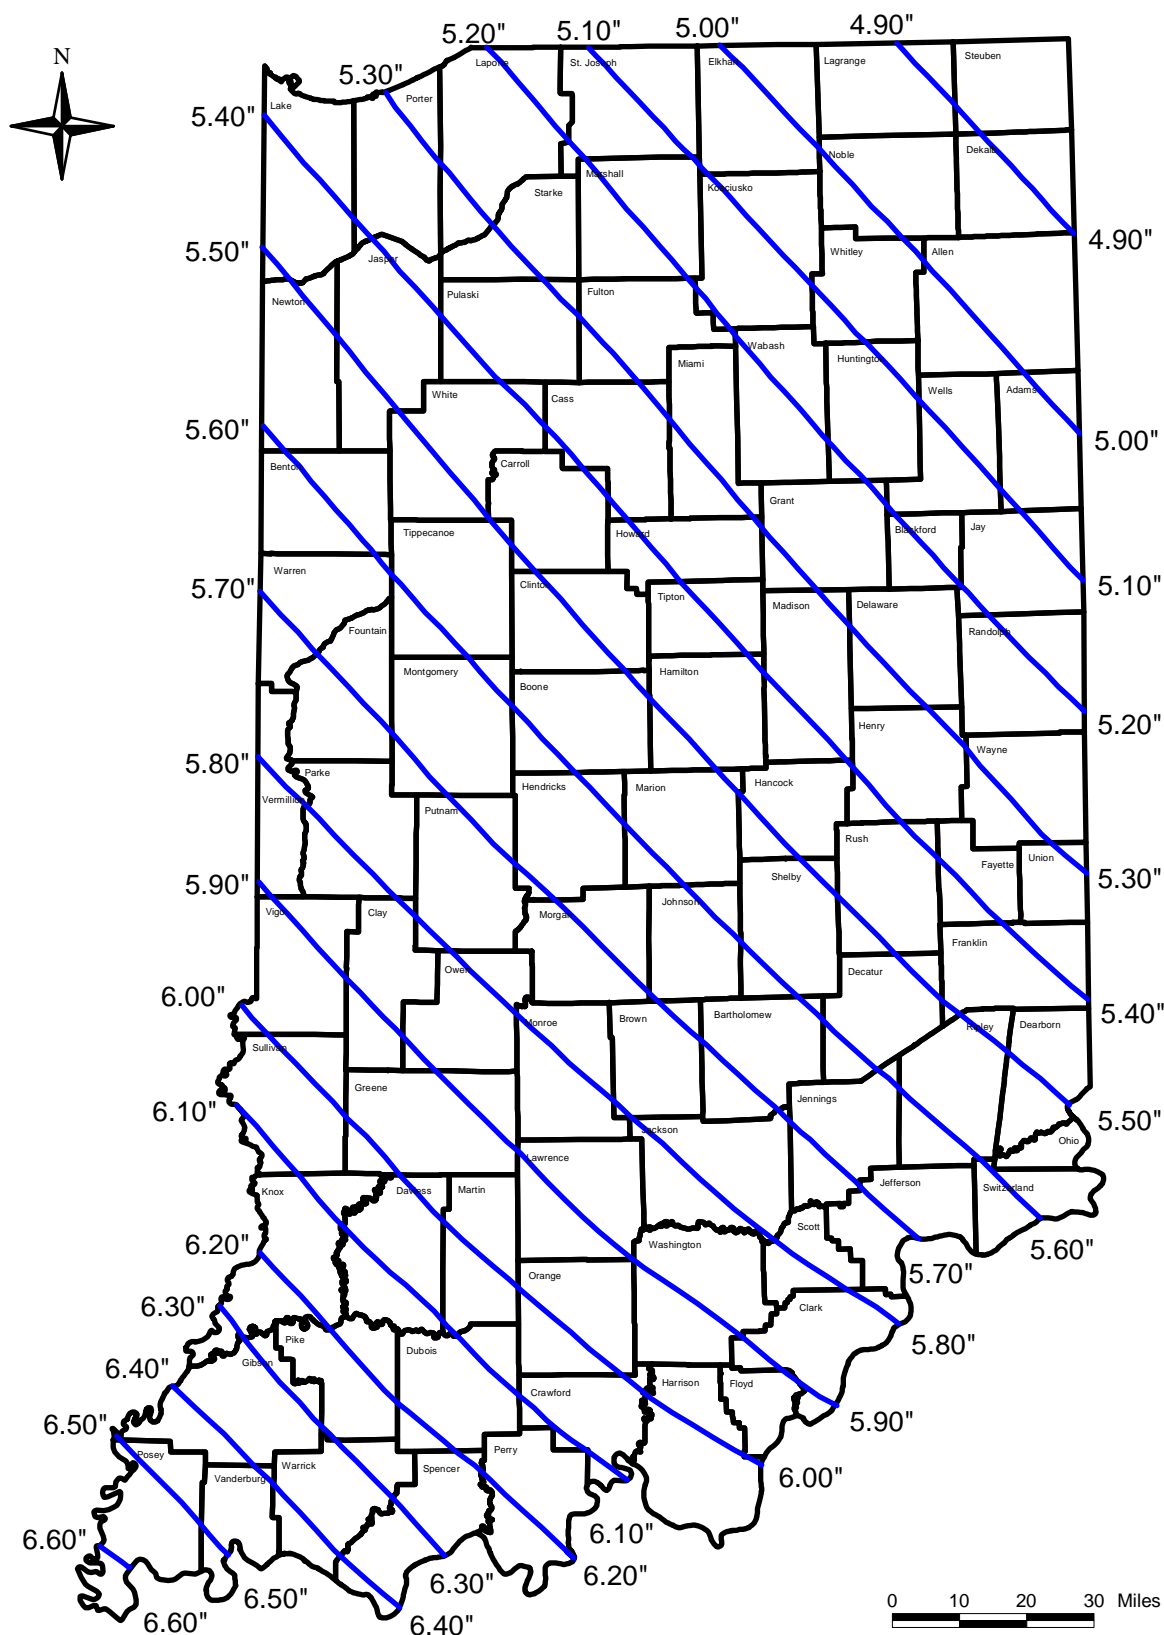 5.20" 5.10" 5.00" 4.90"
N
5.30"
Laporte St. Joseph Elkhart Lagrange Steuben
5.40" Lake Porter
Noble Dekalb
Starke Marshall Kosciusko
5.50" Jasper Whitley Allen 4.90"
Newton Pulaski Fulton
Miami Wabash Huntington
White Cass Wells Adams
5.60" 5.00"
Benton Carroll
Grant
Tippecanoe Howard Blackford Jay
5.70" Warren Clinton Tipton Madison Delaware 5.10"
Fountain Randolph
Montgomery Boone Hamilton
Henry 5.20"
5.80" Parke Wayne
Vermillion Hendricks Marion Hancock
Putnam
Rush
Fayette Union
5.90" Shelby 5.30"
Vigo Clay Morgan Johnson
Franklin
Owen Decatur
6.00" 5.40"
Monroe Brown Bartholomew Ripley Dearborn
Sullivan
Greene
6.10" Jennings 5.50"
Jackson Ohio
Lawrence
Knox Daviess Martin Jefferson Switzerland
6.20" Washington Scott
5.60"
Orange 5.70"
6.30" Clark
Pike
Gibson Dubois 5.80"
6.40" Crawford Harrison Floyd
6.50" 5.90"
Posey Perry
Vanderburg Warrick Spencer 6.00"
6.60" 6.10"
6.30" 6.20"
6.50"
6.60" 6.40"
0 10 20 30 Miles